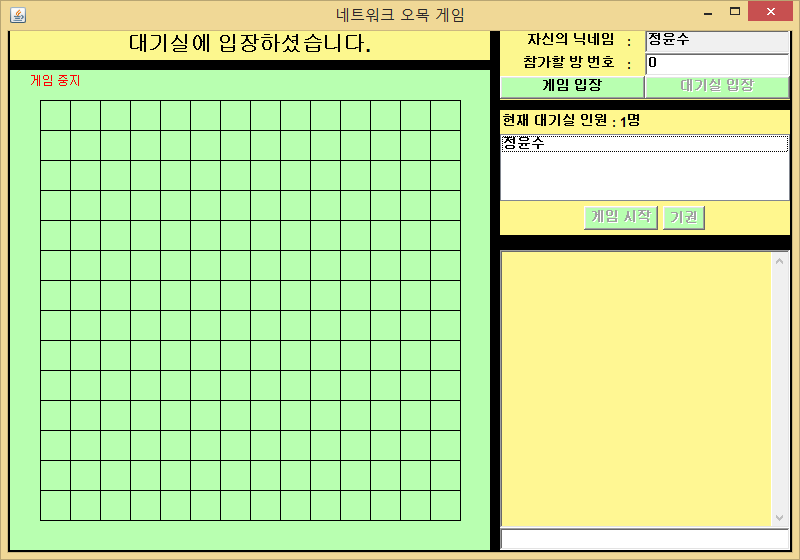 네트워크 오목 게임
대기실에 입장하셨습니다.
게임 중지
자신의 닉네임 : 정윤수
참가할 방 번호 : 0
게임 입장 대기실 입장
현재 대기실 인원 : 1명
정윤수
게임 시작 기권